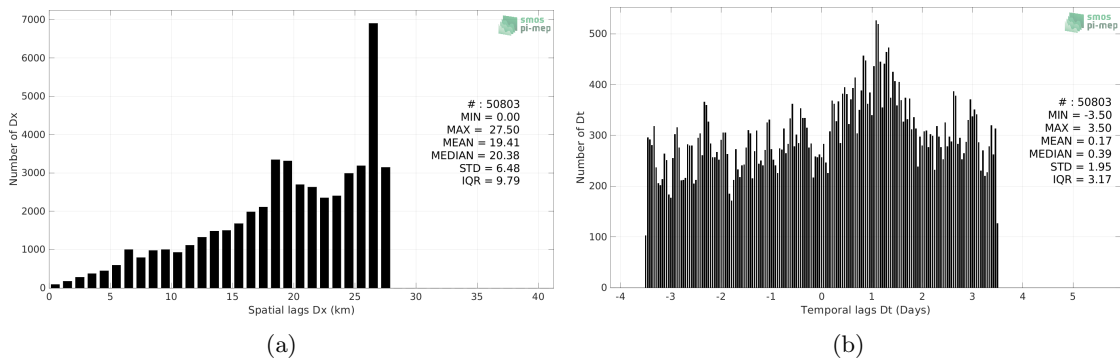 7000
6000
5000
4000
3000
2000
1000
0
Number of Dx
0 5 10 15 20 25 30 35 40
Spatial lags Dx (km)
smos
pi-mep
# : 50803
MIN = 0.00
MAX = 27.50
MEAN = 19.41
MEDIAN = 20.38
STD = 6.48
IQR = 9.79
(a)
500
400
300
200
100
0
Number of Dt
-4 -3 -2 -1 0 1 2 3 4 5
Temporal lags Dt (Days)
smos
pi-mep
# : 50803
MIN = -3.50
MAX = 3.50
MEAN = 0.17
MEDIAN = 0.39
STD = 1.95
IQR = 3.17
(b)